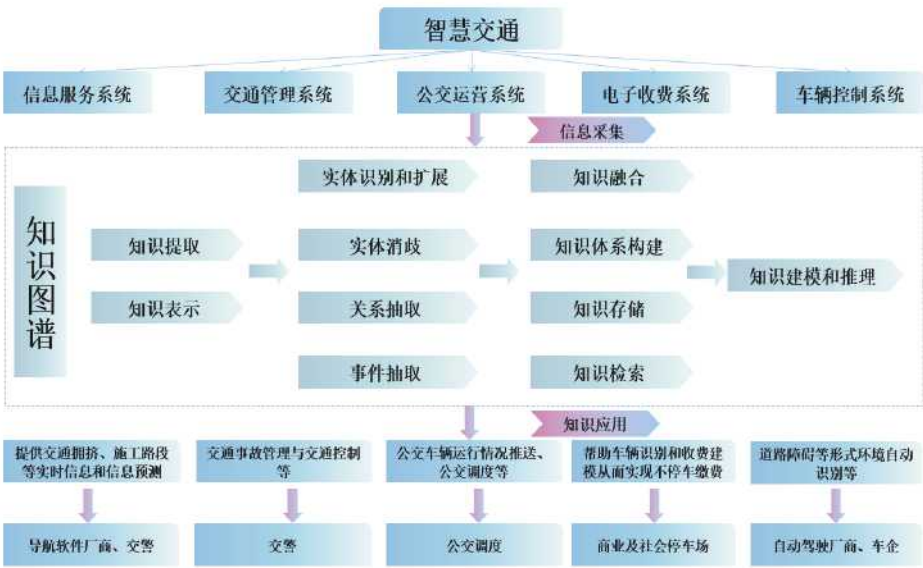 智慧交通
信息服务系统
交通管理系统
公交运营系统
电子收费系统
车辆控制系统
信息采集
知识图谱
知识提取
知识表示
实体识别和扩展
实体消歧
关系抽取
事件抽取
知识融合
知识体系构建
知识存储
知识检索
知识建模和推理
知识应用
提供交通拥挤、施工路段
等实时信息和信息预测
交通事故管理与交通控制
等
公交车辆运行情况推送、
公交调度等
帮助车辆识别和收费建
模从而实现不停车缴费
道路障碍等形式环境自动
识别等
导航软件厂商、交警
交警
公交调度
商业及社会停车场
自动驾驶厂商、车企